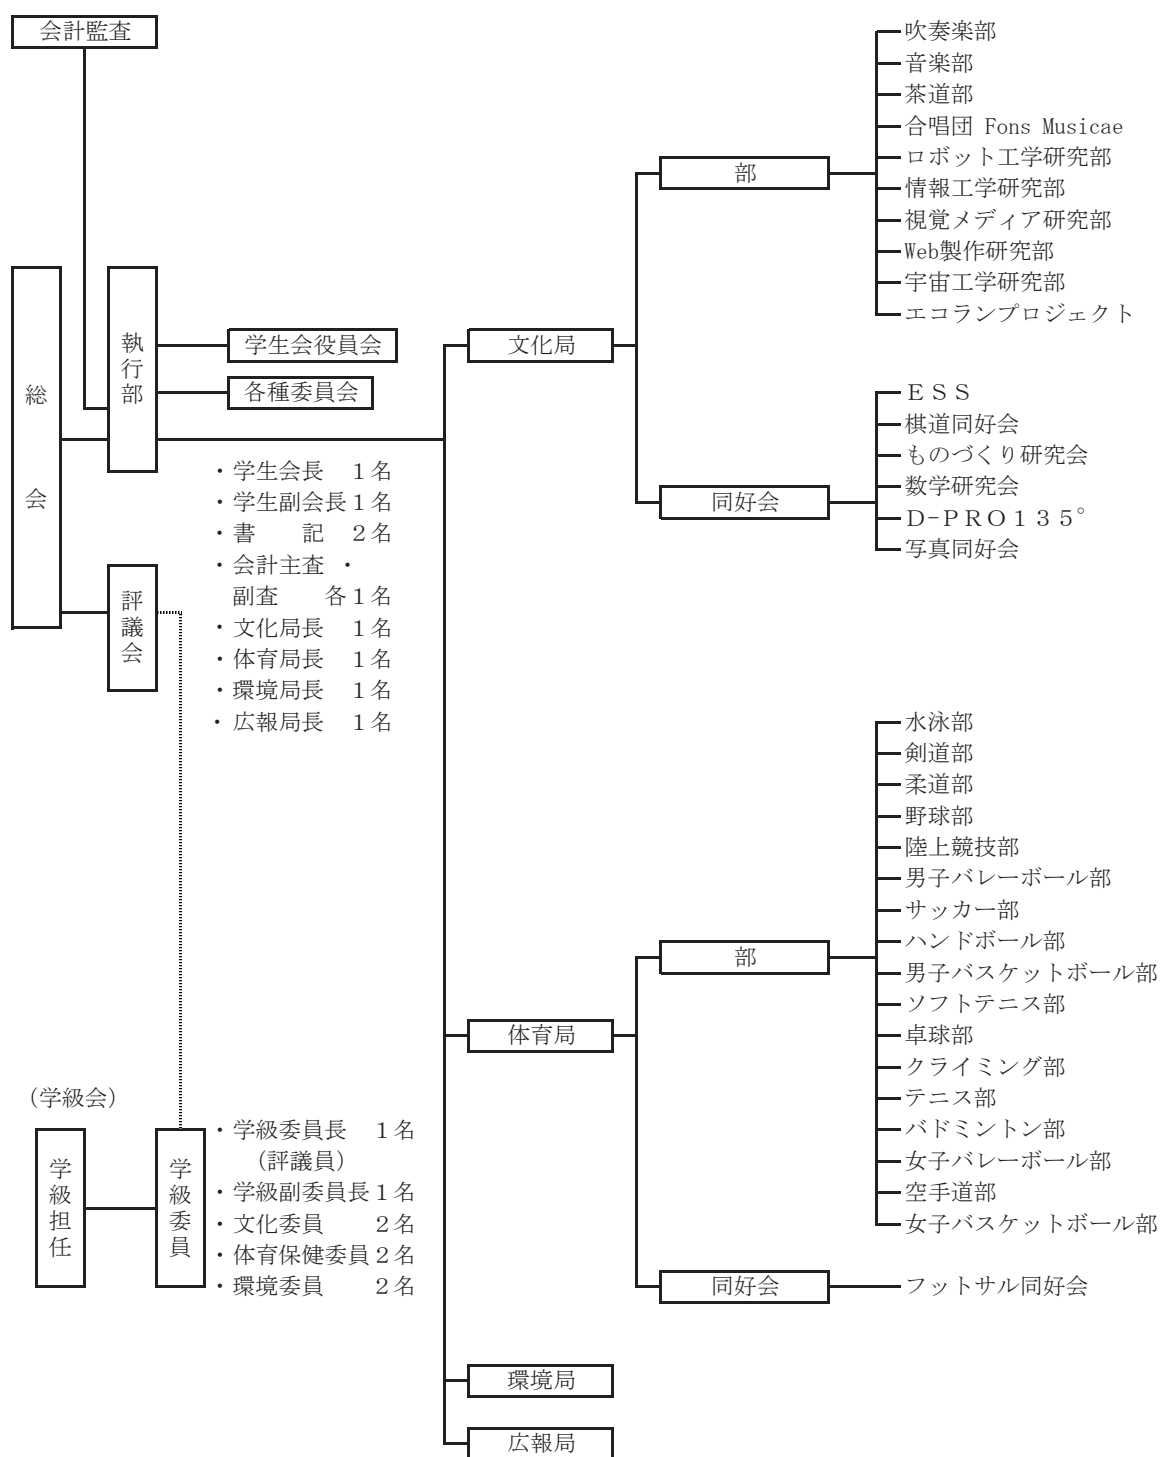 会計監査
総会
執行部
学生会役員会
各種委員会
・学生会長　１名
・学生副会長１名
・書　　記　２名
・会計主査　・
副査　　各１名
・文化局長　１名
・体育局長　１名
・環境局長　１名
・広報局長　１名
評議会
（学級会）
学級担任
学級委員
・学級委員長　１名
（評議員）
・学級副委員長１名
・文化委員　　２名
・体育保健委員２名
・環境委員　　２名
文化局
部
吹奏楽部
音楽部
茶道部
合唱団 Fons Musicae
ロボット工学研究部
情報工学研究部
視覚メディア研究部
Web製作研究部
宇宙工学研究部
エコランプロジェクト
同好会
ＥＳＳ
棋道同好会
ものづくり研究会
数学研究会
Ｄ−ＰＲＯ１３５°
写真同好会
体育局
部
水泳部
剣道部
柔道部
野球部
陸上競技部
男子バレーボール部
サッカー部
ハンドボール部
男子バスケットボール部
ソフトテニス部
卓球部
クライミング部
テニス部
バドミントン部
女子バレーボール部
空手道部
女子バスケットボール部
同好会
フットサル同好会
環境局
広報局